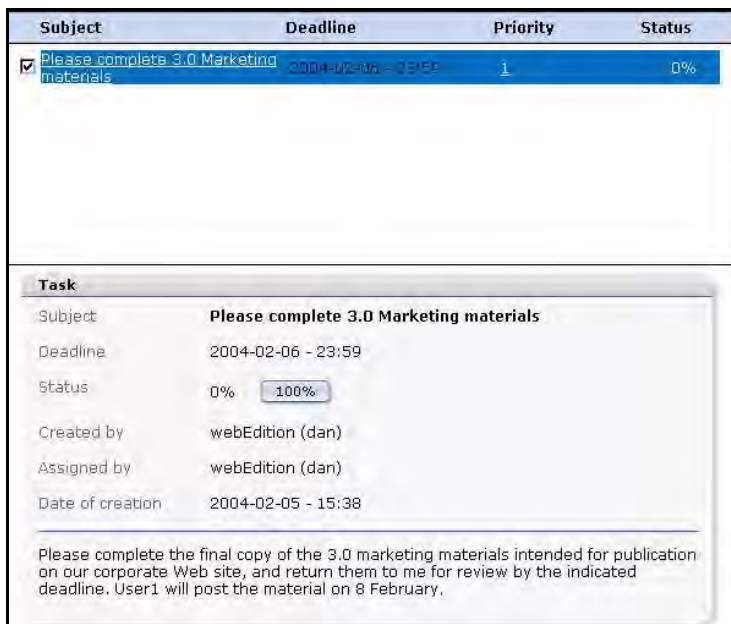 Subject Deadline Priority Status
Please complete 3.0 Marketing 2004-02-06 - 23:59 1 0%
materials
Task
Subject Please complete 3.0 Marketing materials
Deadline 2004-02-06 - 23:59
Status 0% 100%
Created by webEdition (dan)
Assigned by webEdition (dan)
Date of creation 2004-02-05 - 15:38
Please complete the final copy of the 3.0 marketing materials intended for publication
on our corporate Web site, and return them to me for review by the indicated
deadline. User1 will post the material on 8 February.